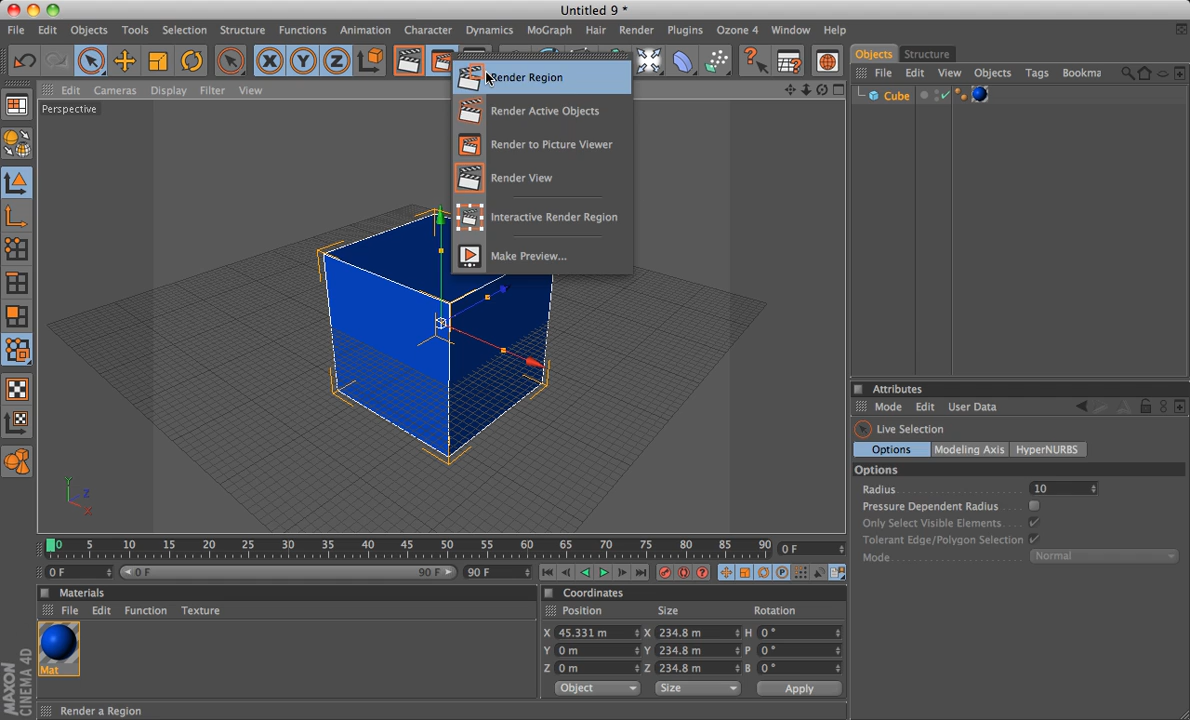 Untitled 9 *
File Edit Objects Tools Selection Structure Functions Animation Character Dynamics MoGraph Hair Render Plugins Ozone 4 Window Help
X Y Z
Objects Structure
File Edit View Objects Tags Bookma
Cube
Edit Cameras Display Filter View
Perspective
Render Region
Render Active Objects
Render to Picture Viewer
Render View
Interactive Render Region
Make Preview...
Y
Z
X
Attributes
Mode Edit User Data
Live Selection
Options Modeling Axis HyperNURBS
Options
Radius 10
Pressure Dependent Radius
Only Select Visible Elements
Tolerant Edge/Polygon Selection
Mode Normal
0 5 10 15 20 25 30 35 40 45 50 55 60 65 70 75 80 85 90 0 F
0 F 0 F 90 F 90 F
Materials
File Edit Function Texture
Mat
Coordinates
Position Size Rotation
X 45.331 m X 234.8 m H 0 °
Y 0 m Y 234.8 m P 0 °
Z 0 m Z 234.8 m B 0 °
Object Size Apply
MAXON
CINEMA 4D
Render a Region